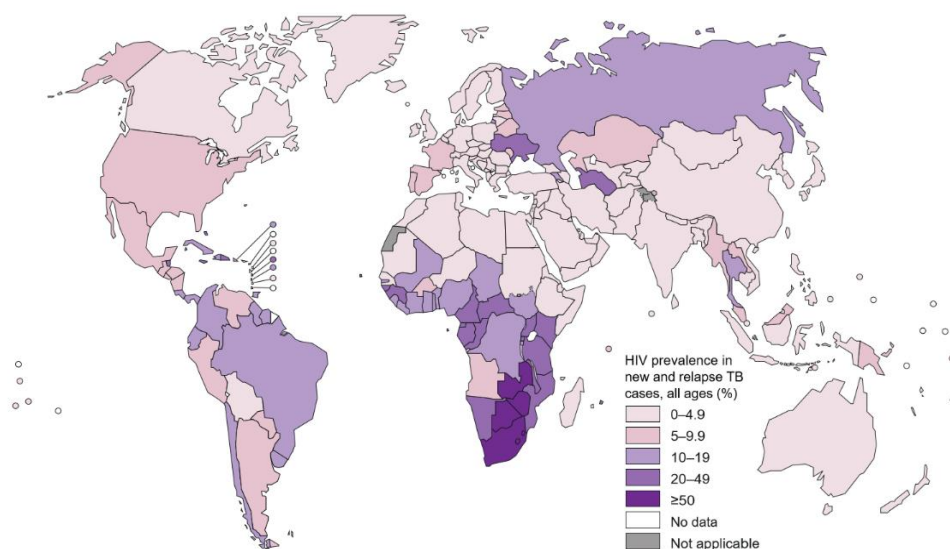 HIV prevalence in
new and relapse TB
cases, all ages (%)
0–4.9
5–9.9
10–19
20–49
≥50
No data
Not applicable